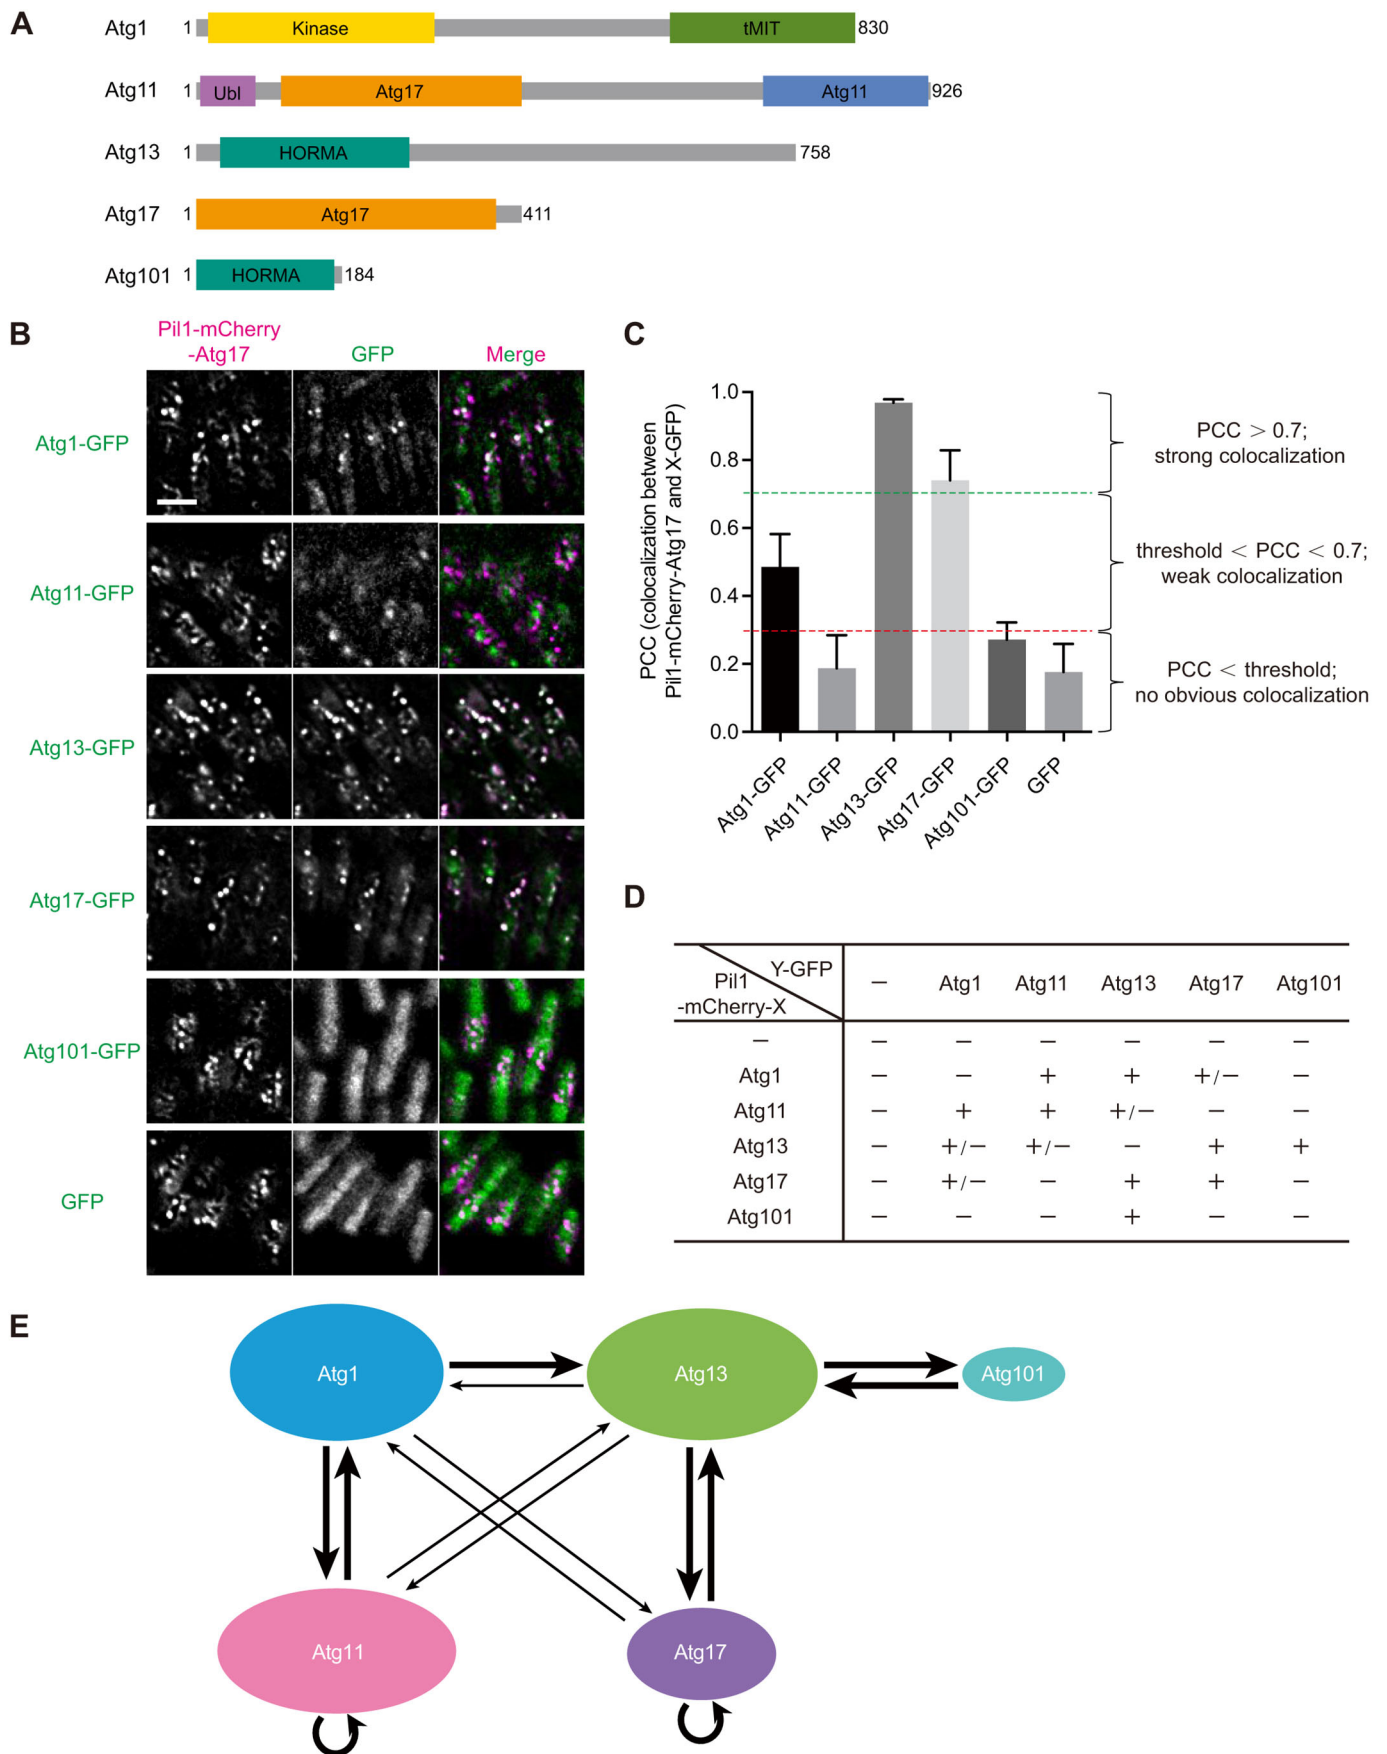 A
Atg1 1 Kinase tMIT 830
Atg11 1 Ubl Atg17 Atg11 926
Atg13 1 HORMA 758
Atg17 1 Atg17 411
Atg101 1 HORMA 184
B
Pil1-mCherry
-Atg17 GFP Merge
Atg1-GFP
Atg11-GFP
Atg13-GFP
Atg17-GFP
Atg101-GFP
GFP
C
PCC (colocalization between
Pil1-mCherry-Atg17 and X-GFP)
1.0
0.8
0.6
0.4
0.2
0.0
Atg1-GFP
Atg11-GFP
Atg13-GFP
Atg17-GFP
Atg101-GFP
GFP
PCC > 0.7;
strong colocalization
threshold < PCC < 0.7;
weak colocalization
PCC < threshold;
no obvious colocalization
D
Y-GFP
Pil1
-mCherry-X
− Atg1 Atg11 Atg13 Atg17 Atg101
− − − − − − −
Atg1 − − + + +/− −
Atg11 − + + +/− − −
Atg13 − +/− +/− − + +
Atg17 − +/− − + + −
Atg101 − − − + − −
E
Atg1 Atg13 Atg101
Atg11 Atg17